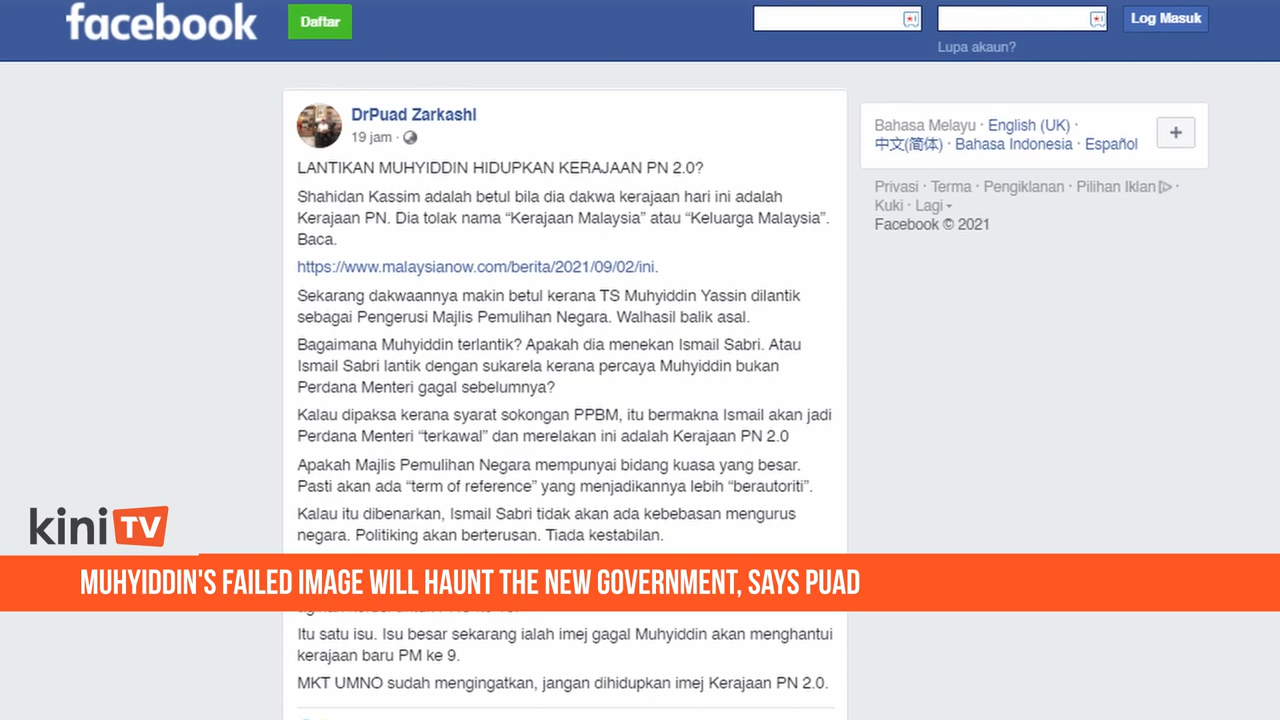 facebook
Daftar
Log Masuk
Lupa akaun?
DrPuad Zarkashi
19 jam ·
LANTIKAN MUHYIDDIN HIDUPKAN KERAJAAN PN 2.0?
Shahidan Kassim adalah betul bila dia dakwa kerajaan hari ini adalah
Kerajaan PN. Dia tolak nama “Kerajaan Malaysia” atau “Keluarga Malaysia”.
Baca.
https://www.malaysianow.com/berita/2021/09/02/ini.
Sekarang dakwaannya makin betul kerana TS Muhyiddin Yassin dilantik
sebagai Pengerusi Majlis Pemulihan Negara. Walhasil balik asal.
Bagaimana Muhyiddin terlantik? Apakah dia menekan Ismail Sabri. Atau
Ismail Sabri lantik dengan sukarela kerana percaya Muhyiddin bukan
Perdana Menteri gagal sebelumnya?
Kalau dipaksa kerana syarat sokongan PPBM, itu bermakna Ismail akan jadi
Perdana Menteri “terkawal” dan merelakan ini adalah Kerajaan PN 2.0
Apakah Majlis Pemulihan Negara mempunyai bidang kuasa yang besar.
Pasti akan ada “term of reference” yang menjadikannya lebih “berautoriti”.
Kalau itu dibenarkan, Ismail Sabri tidak akan ada kebebasan mengurus
negara. Politiking akan berterusan. Tiada kestabilan.
Itu satu isu. Isu besar sekarang ialah imej gagal Muhyiddin akan menghantui
kerajaan baru PM ke 9.
MKT UMNO sudah mengingatkan, jangan dihidupkan imej Kerajaan PN 2.0.
Bahasa Melayu · English (UK) ·
中文(简体) · Bahasa Indonesia · Español
+
Privasi · Terma · Pengiklanan · Pilihan Iklan ·
Kuki · Lagi
Facebook © 2021
kini TV
MUHYIDDIN'S FAILED IMAGE WILL HAUNT THE NEW GOVERNMENT, SAYS PUAD